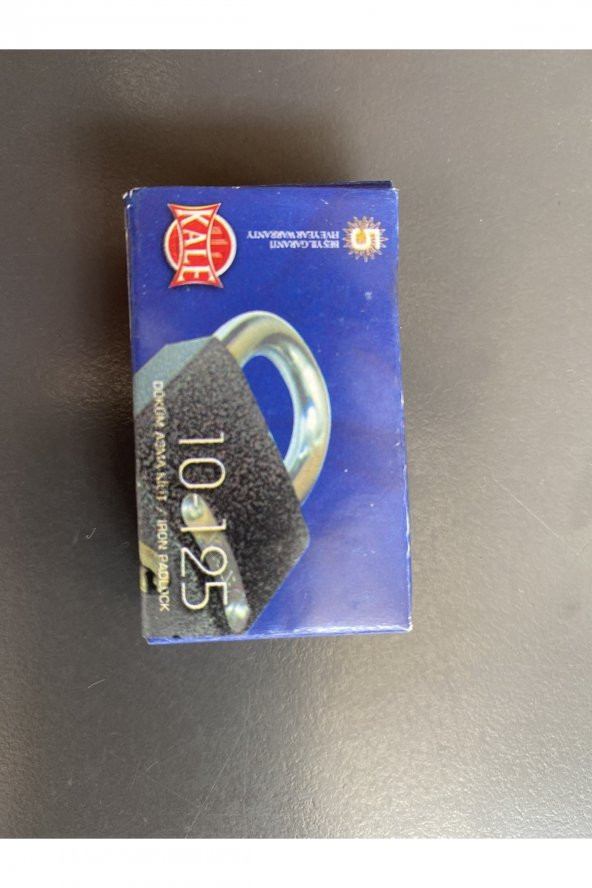 KALE
5
BEŞ YIL GARANTİ
FIVE YEAR WARRANTY
10-125
DÖKÜM ASMA KİLİT / IRON PADLOCK